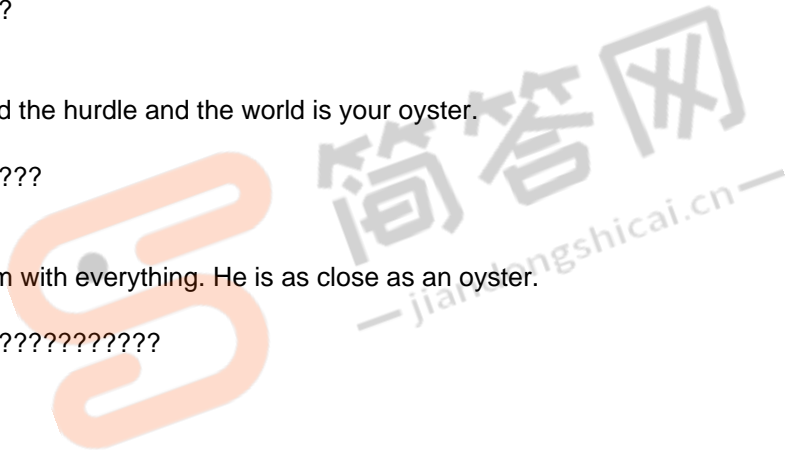 ?
d the hurdle and the world is your oyster.
????
m with everything. He is as close as an oyster.
???????????
简答网
jiandongshicai.cn